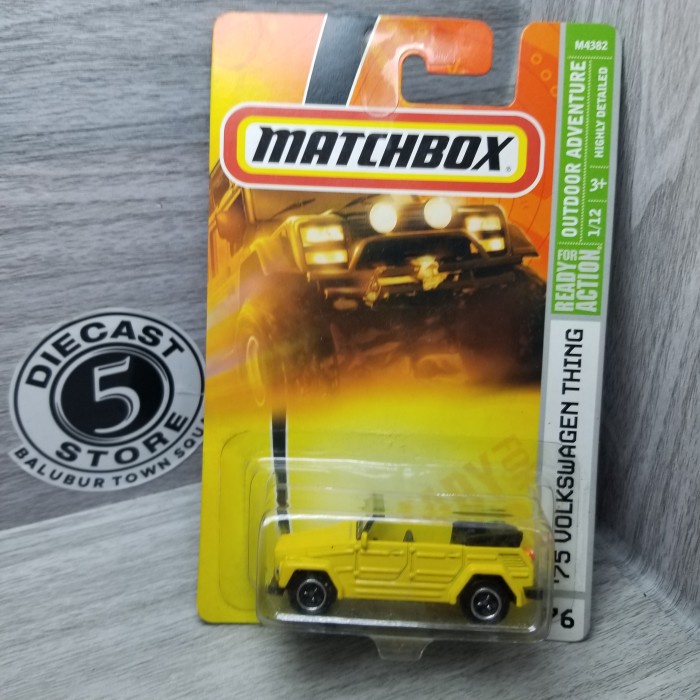 MATCHBOX
M4382
OUTDOOR ADVENTURE
HIGHLY DETAILED
1/12 3+
READY FOR ACTION.
'75 VOLKSWAGEN THING
76
DIECAST
5
STORE
BALUBUR TOWN SQU